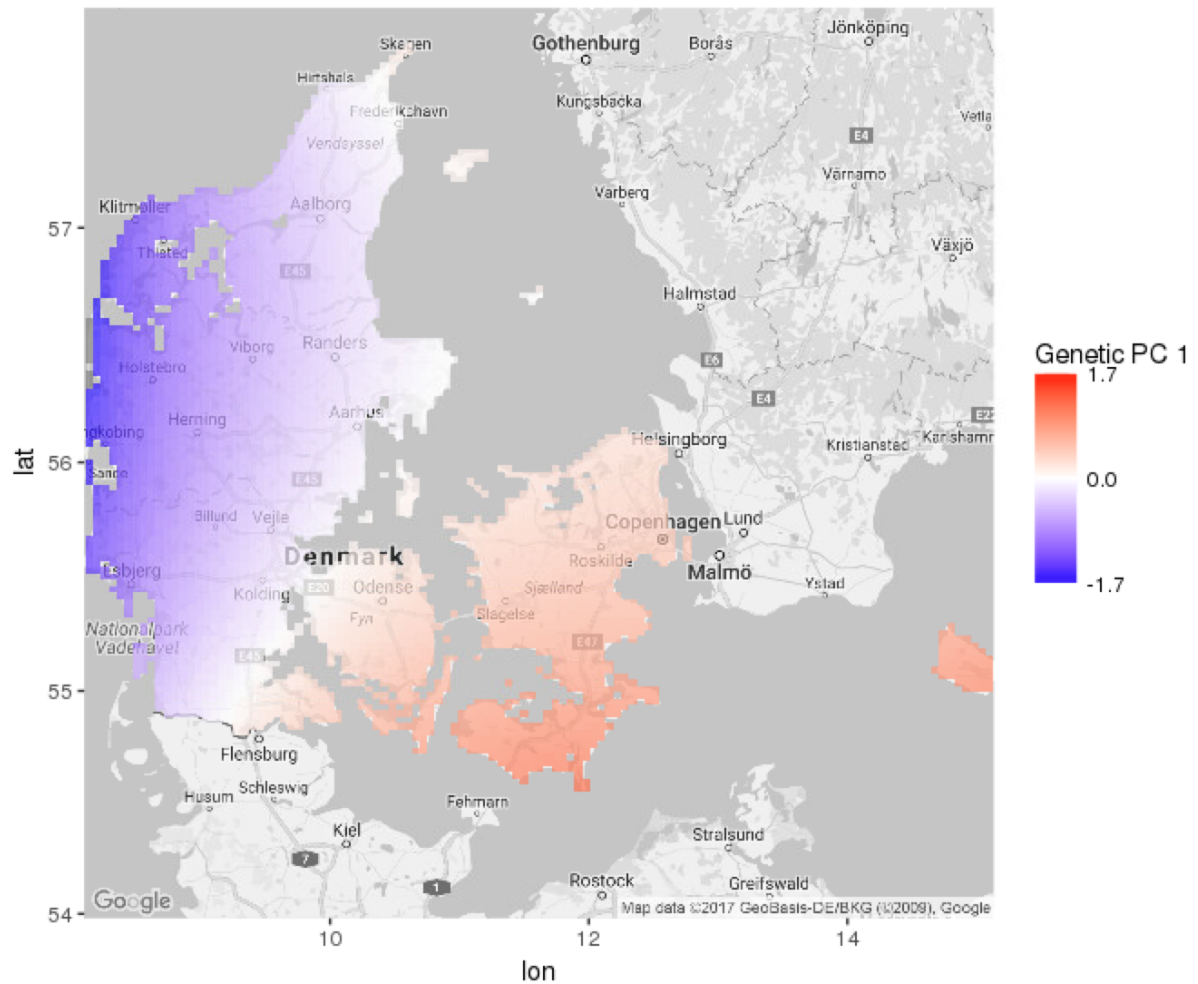 Skagen
Gothenburg
Borås
Jönköping
Hirtshals
Kungsbacka
Frederikshavn
Vendsyssel
Vetla
E4
Värnamo
Varberg
Klitmøller
Aalborg
57
Thisted
Växjö
E45
Halmstad
Viborg
Randers
E6
Holstebro
Genetic PC 1
1.7
E4
Herning
Aarhus
E22
ngkobing
Helsingborg
Kristianstad
Karlshamn
lat
56
E45
0.0
Billund
Vejle
Copenhagen
Lund
Denmark
Roskilde
Malmö
-1.7
Esbjerg
Kolding
E20
Odense
Sjælland
Ystad
Slagelse
Fyn
Nationalpark
Vadehavet
E45
E47
55
Flensburg
Schleswig
Husum
Fehmarn
Kiel
Stralsund
7
Rostock
Greifswald
1
Google
Map data ©2017 GeoBasis-DE/BKG (©2009), Google
54
10
12
14
lon